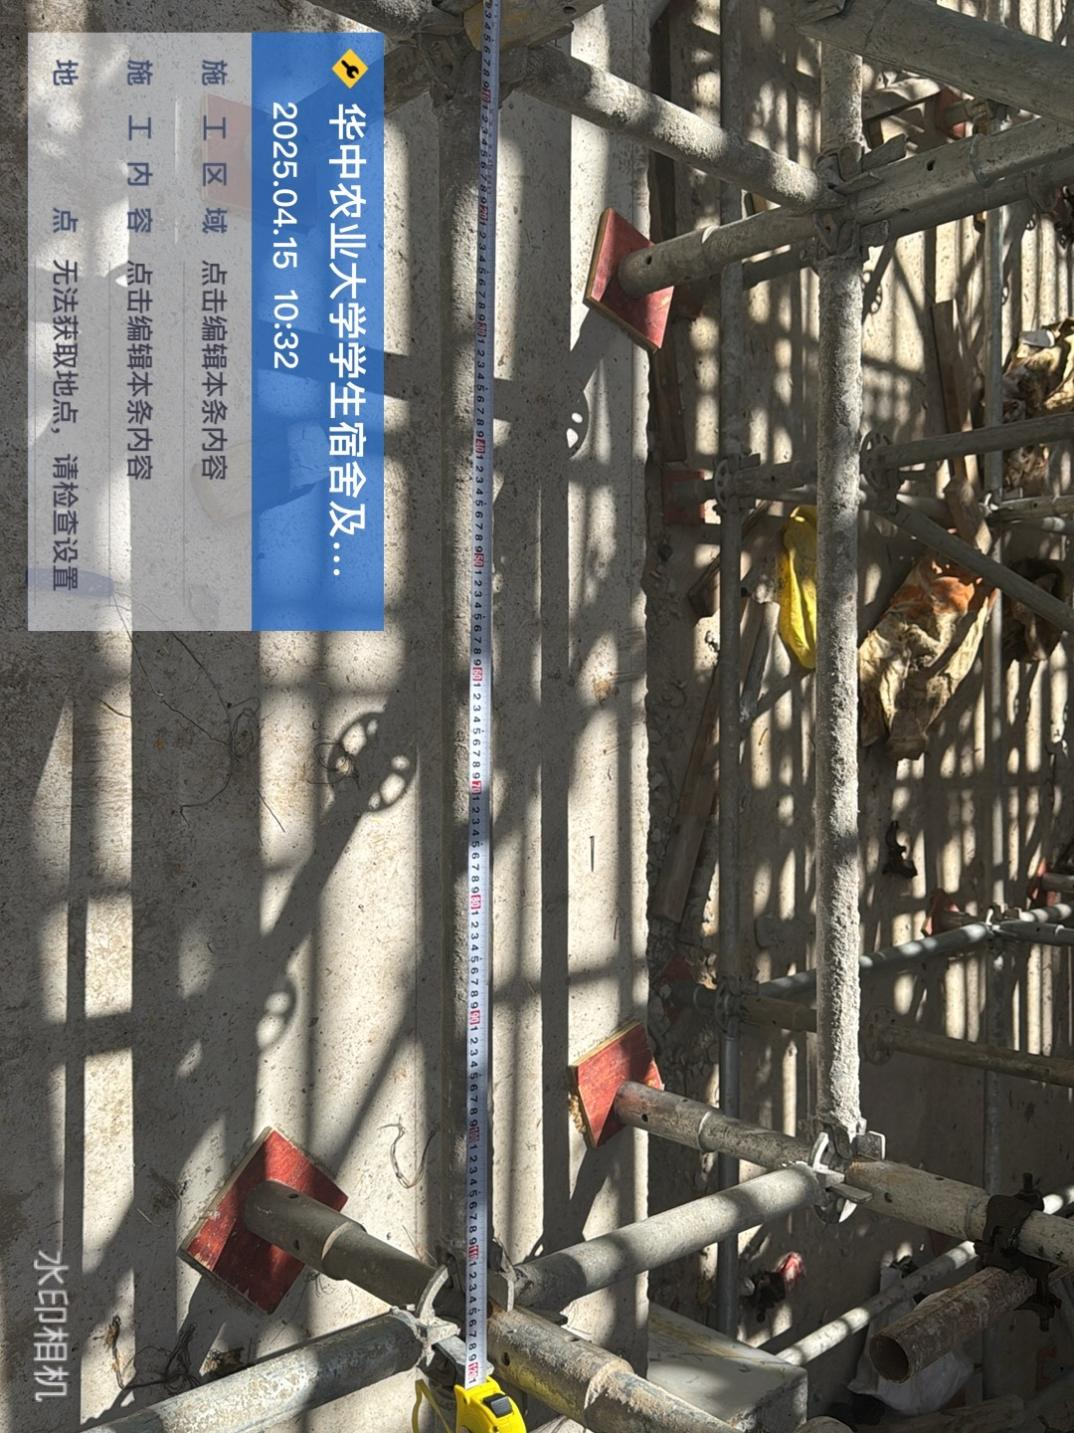 华中农业大学学生宿舍及...
2025.04.15 10:32
施工区域 点击编辑本条内容
施工内容 点击编辑本条内容
地点 无法获取地点，请检查设置
水印相机